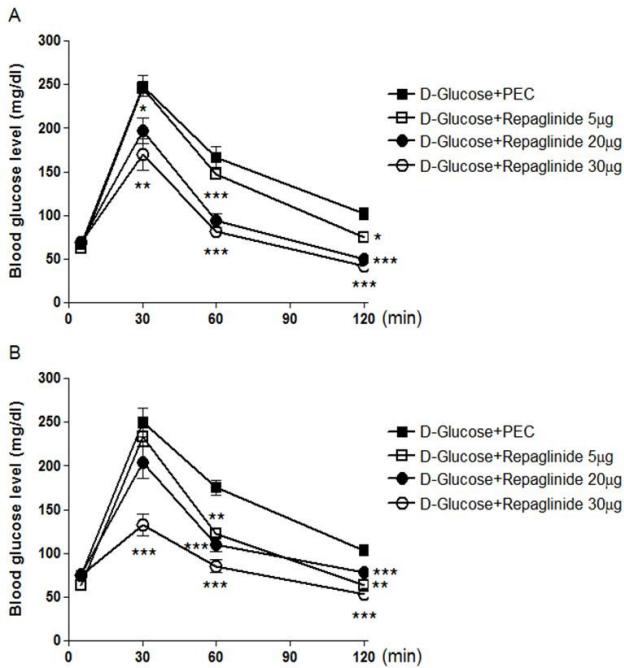 A
Blood glucose level (mg/dl)
300
250
200
150
100
50
0
0 30 60 90 120 (min)
*
**
***
***
*
***
***
D-Glucose+PEC
D-Glucose+Repaglinide 5µg
D-Glucose+Repaglinide 20µg
D-Glucose+Repaglinide 30µg
B
Blood glucose level (mg/dl)
300
250
200
150
100
50
0
0 30 60 90 120 (min)
***
**
***
***
***
**
***
D-Glucose+PEC
D-Glucose+Repaglinide 5µg
D-Glucose+Repaglinide 20µg
D-Glucose+Repaglinide 30µg